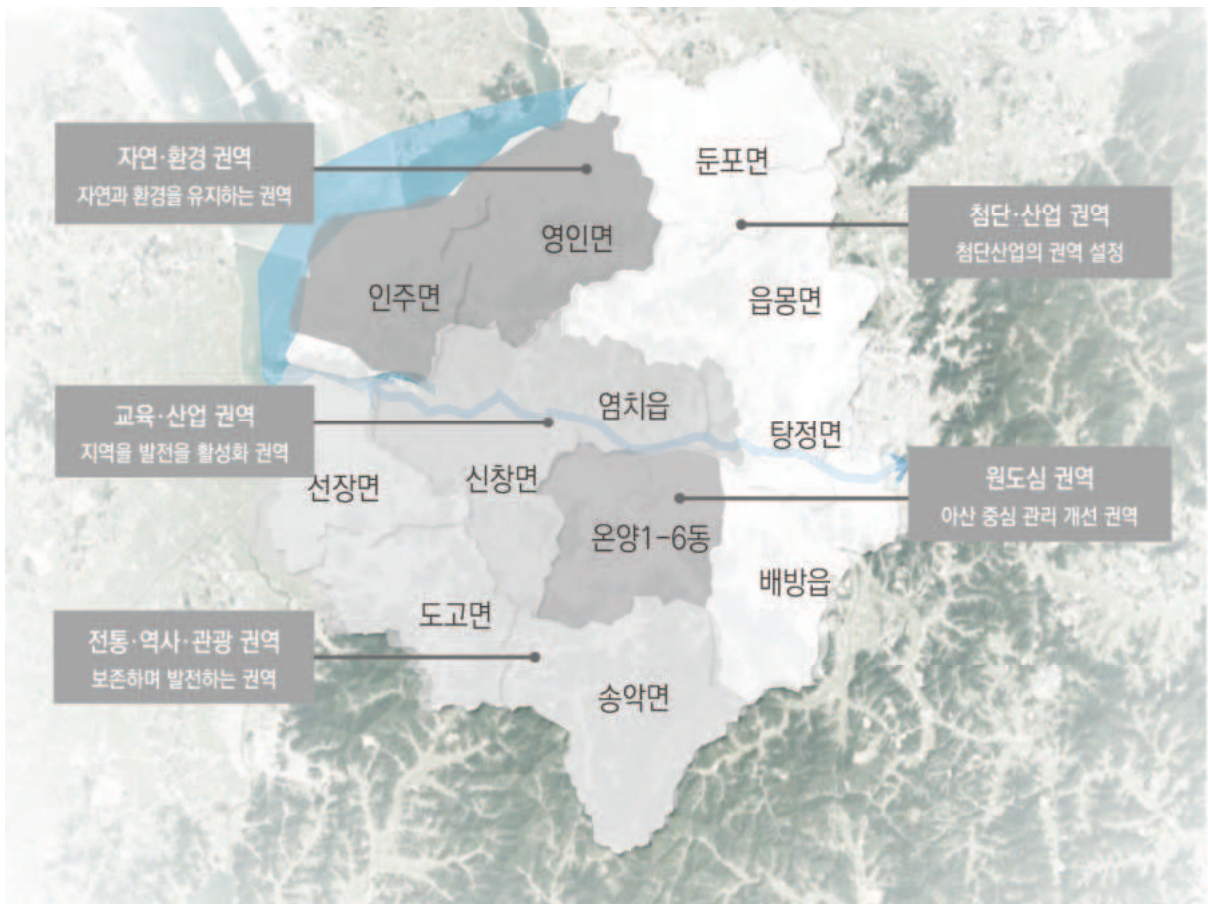 자연·환경 권역
자연과 환경을 유지하는 권역
둔포면
첨단·산업 권역
첨단산업의 권역 설정
영인면
인주면
읍몽면
교육·산업 권역
지역을 발전을 활성화 권역
염치읍
탕정면
선장면
신창면
원도심 권역
아산 중심 관리 개선 권역
온양1-6동
배방읍
도고면
전통·역사·관광 권역
보존하며 발전하는 권역
송악면